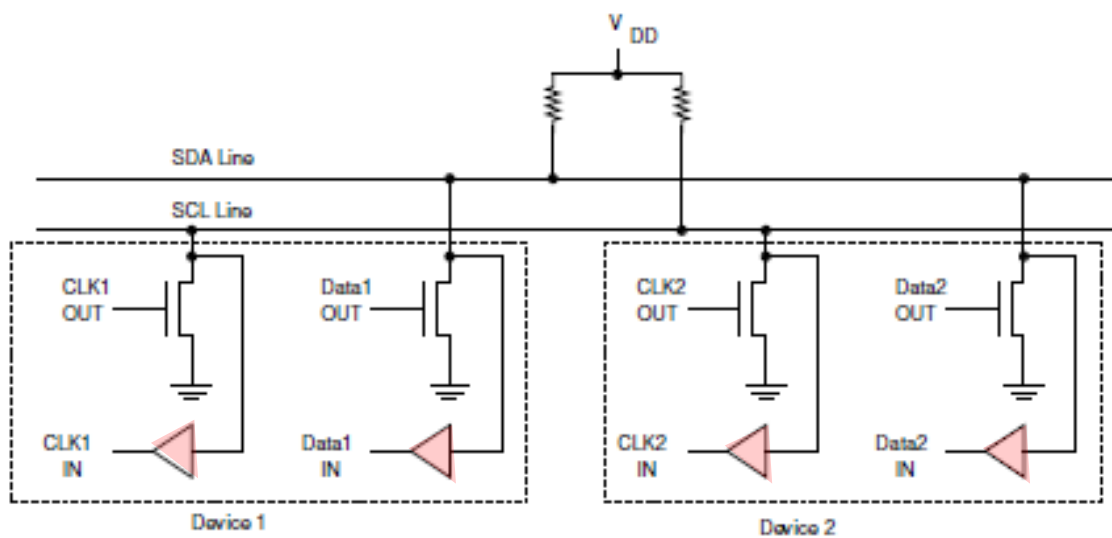 V
DD
SDA Line
SCL Line
CLK1
OUT
Data1
OUT
CLK2
OUT
Data2
OUT
CLK1
IN
Data1
IN
CLK2
IN
Data2
IN
Device 1
Device 2